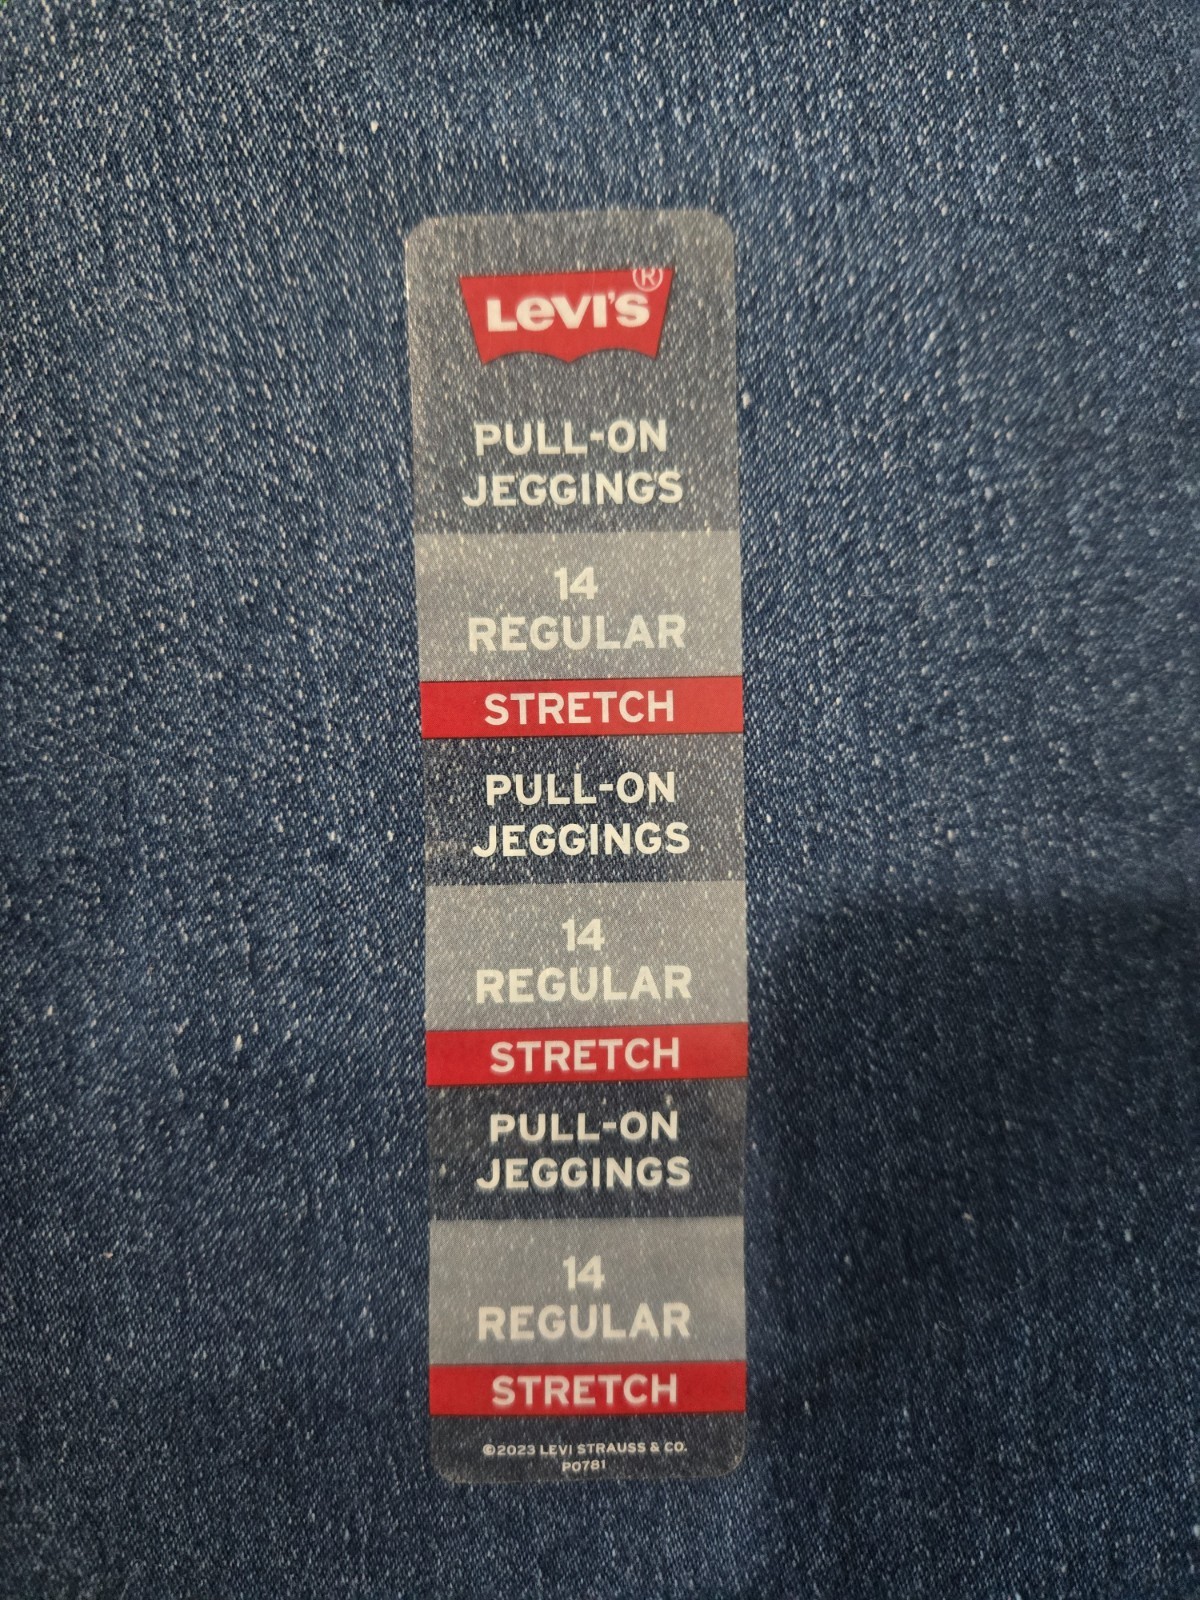 LEVI'S®
PULL-ON
JEGGINGS
14
REGULAR
STRETCH
PULL-ON
JEGGINGS
14
REGULAR
STRETCH
PULL-ON
JEGGINGS
14
REGULAR
STRETCH
©2023 LEVI STRAUSS & CO.
P0781